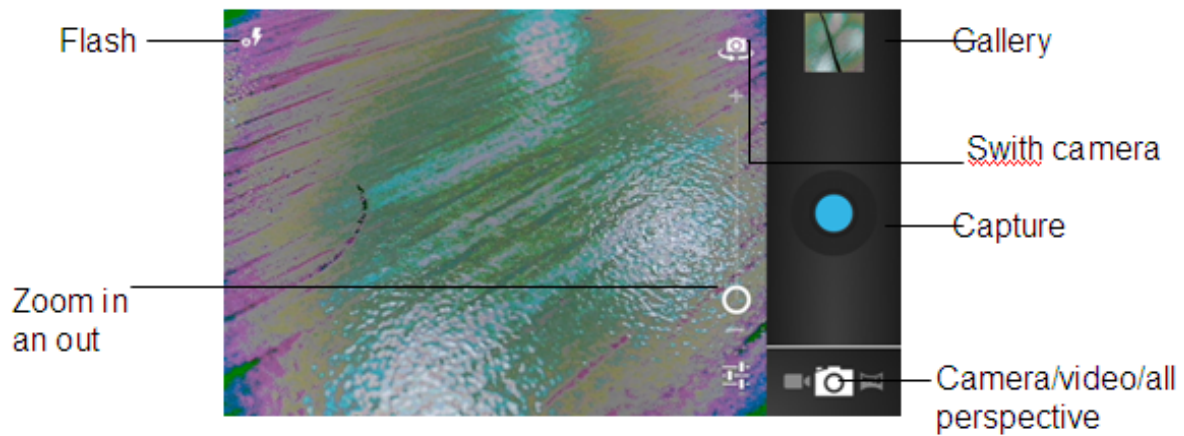 Flash
Gallery
Swith camera
Capture
Zoom in
an out
Camera/video/all
perspective